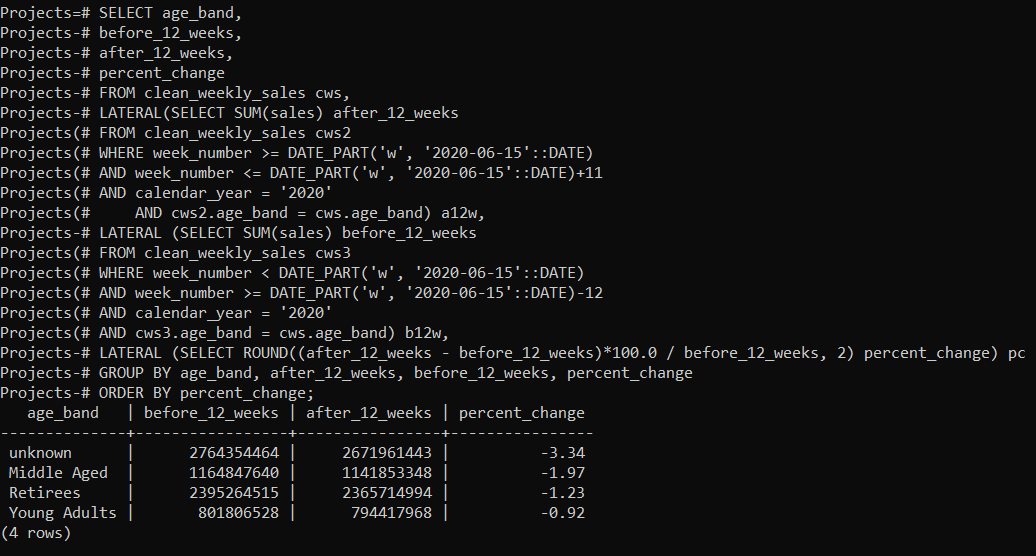 Projects=# SELECT age_band,
Projects-# before_12_weeks,
Projects-# after_12_weeks,
Projects-# percent_change
Projects-# FROM clean_weekly_sales cws,
Projects-# LATERAL(SELECT SUM(sales) after_12_weeks
Projects(# FROM clean_weekly_sales cws2
Projects(# WHERE week_number >= DATE_PART('w', '2020-06-15'::DATE)
Projects(# AND week_number <= DATE_PART('w', '2020-06-15'::DATE)+11
Projects(# AND calendar_year = '2020'
Projects(#     AND cws2.age_band = cws.age_band) a12w,
Projects-# LATERAL (SELECT SUM(sales) before_12_weeks
Projects(# FROM clean_weekly_sales cws3
Projects(# WHERE week_number < DATE_PART('w', '2020-06-15'::DATE)
Projects(# AND week_number >= DATE_PART('w', '2020-06-15'::DATE)-12
Projects(# AND calendar_year = '2020'
Projects(# AND cws3.age_band = cws.age_band) b12w,
Projects-# LATERAL (SELECT ROUND((after_12_weeks - before_12_weeks)*100.0 / before_12_weeks, 2) percent_change) pc
Projects-# GROUP BY age_band, after_12_weeks, before_12_weeks, percent_change
Projects-# ORDER BY percent_change;
   age_band   | before_12_weeks | after_12_weeks | percent_change
--------------+-----------------+----------------+----------------
 unknown      |      2764354464 |     2671961443 |          -3.34
 Middle Aged  |      1164847640 |     1141853348 |          -1.97
 Retirees     |      2395264515 |     2365714994 |          -1.23
 Young Adults |       801806528 |      794417968 |          -0.92
(4 rows)